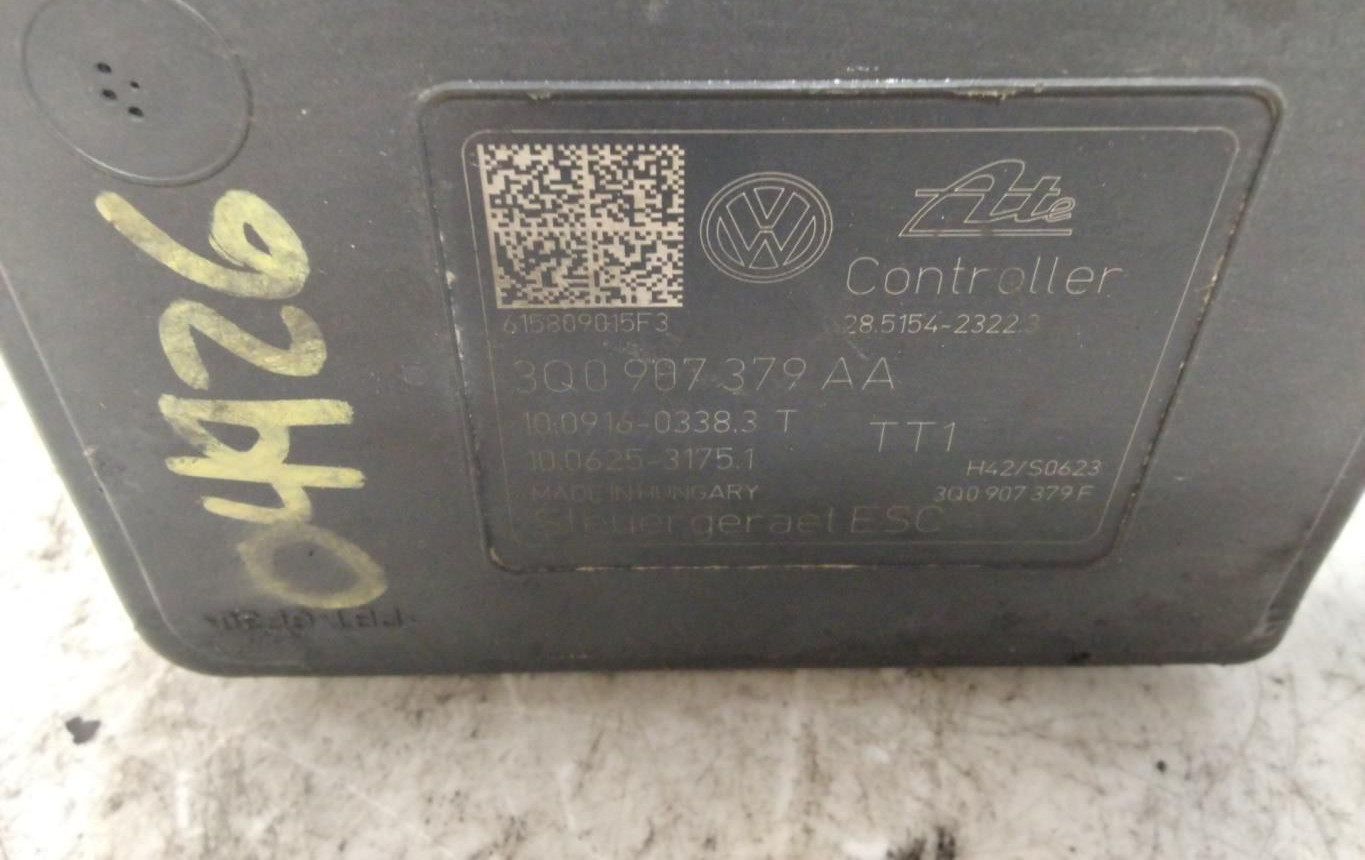 0426
Ate
Controller
615809015F3
28.5154-2322.3
3Q0 907 379 AA
10.0916-0338.3 T
TT1
10.0625-3175.1
H42/S0623
MADE IN HUNGARY
3Q0 907 379 F
Steuergeraet ESC